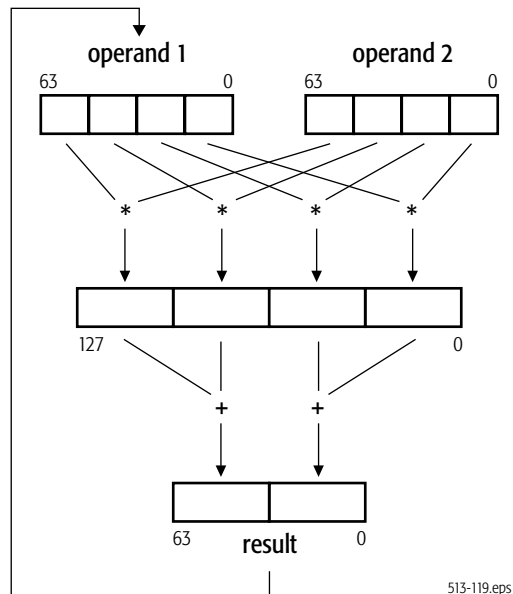 operand 1 operand 2
63 0 63 0
* * * *
127 0
+ +
63 result 0
513-119.eps